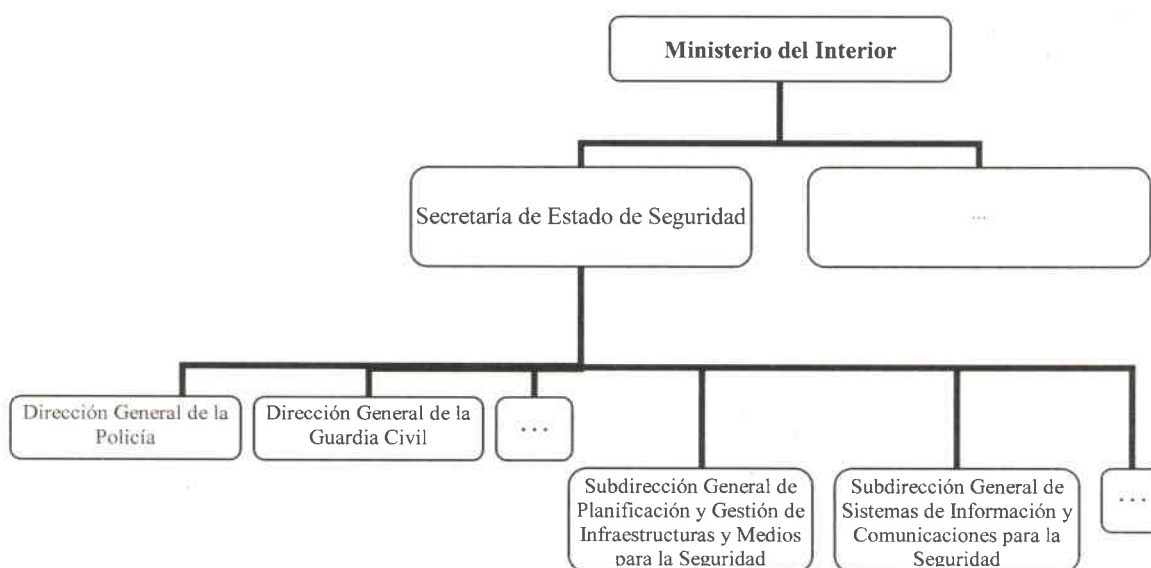 Ministerio del Interior
Secretaría de Estado de Seguridad
...
Dirección General de la
Policía
Dirección General de la
Guardia Civil
...
Subdirección General de
Planificación y Gestión de
Infraestructuras y Medios
para la Seguridad
Subdirección General de
Sistemas de Información y
Comunicaciones para la
Seguridad
...